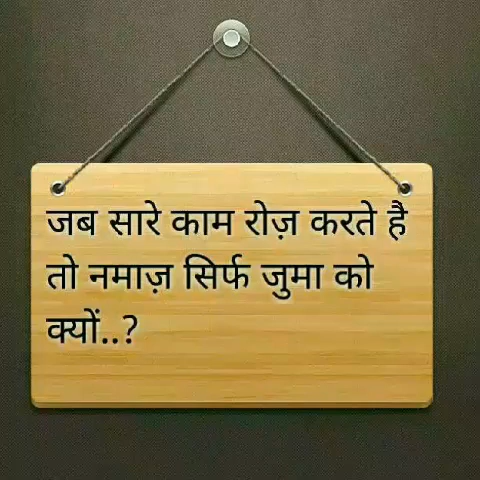 जब सारे काम रोज़ करते है
तो नमाज़ सिर्फ जुमा को
क्यों..?